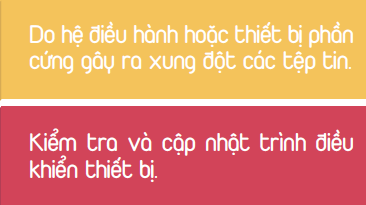 Do hệ điều hành hoặc thiết bị phần
cứng gây ra xung đột các tệp tin.
Kiểm tra và cập nhật trình điều
khiển thiết bị.